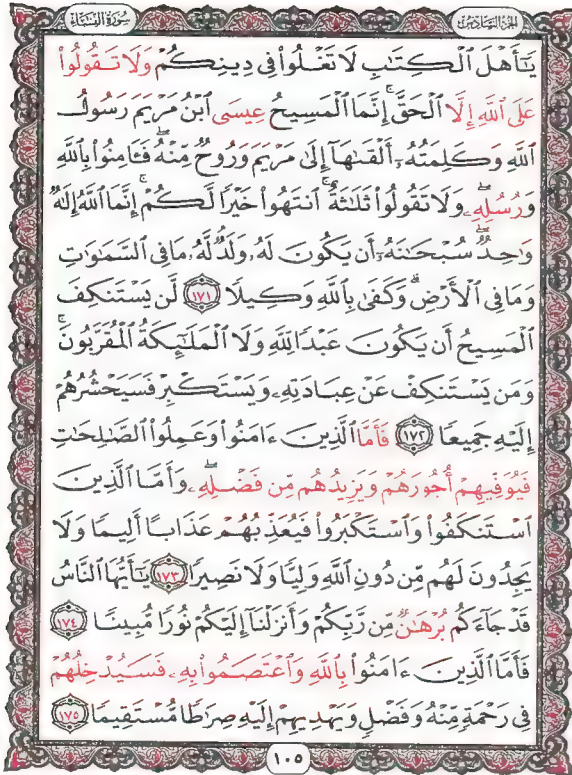 سورة النساء
الجزء السادس
يَـٰٓأَهۡلَ ٱلۡكِتَـٰبِ لَا تَغۡلُواْ فِى دِينِكُمۡ وَلَا تَقُولُواْ
عَلَى ٱللَّهِ إِلَّا ٱلۡحَقَّۚ إِنَّمَا ٱلۡمَسِيحُ عِيسَى ٱبۡنُ مَرۡيَمَ رَسُولُ
ٱللَّهِ وَكَلِمَتُهُۥٓ أَلۡقَىٰهَآ إِلَىٰ مَرۡيَمَ وَرُوحٌ مِّنۡهُۖ فَـَٔامِنُواْ بِٱللَّهِ
وَرُسُلِهِۦۖ وَلَا تَقُولُواْ ثَلَـٰثَةٌۚ ٱنتَهُواْ خَيۡرًا لَّكُمۡۚ إِنَّمَا ٱللَّهُ إِلَـٰهٌ
وَٰحِدٌۖ سُبۡحَـٰنَهُۥٓ أَن يَكُونَ لَهُۥ وَلَدٌۘ لَّهُۥ مَا فِى ٱلسَّمَـٰوَٰتِ
وَمَا فِى ٱلۡأَرۡضِۗ وَكَفَىٰ بِٱللَّهِ وَكِيلًا ١٧١ لَّن يَسۡتَنكِفَ
ٱلۡمَسِيحُ أَن يَكُونَ عَبۡدًا لِّلَّهِ وَلَا ٱلۡمَلَـٰٓئِكَةُ ٱلۡمُقَرَّبُونَۚ
وَمَن يَسۡتَنكِفۡ عَنۡ عِبَادَتِهِۦ وَيَسۡتَكۡبِرۡ فَسَيَحۡشُرُهُمۡ
إِلَيۡهِ جَمِيعًا ١٧٢ فَأَمَّا ٱلَّذِينَ ءَامَنُواْ وَعَمِلُواْ ٱلصَّـٰلِحَـٰتِ
فَيُوَفِّيهِمۡ أُجُورَهُمۡ وَيَزِيدُهُم مِّن فَضۡلِهِۦۖ وَأَمَّا ٱلَّذِينَ
ٱسۡتَنكَفُواْ وَٱسۡتَكۡبَرُواْ فَيُعَذِّبُهُمۡ عَذَابًا أَلِيمًا وَلَا
يَجِدُونَ لَهُم مِّن دُونِ ٱللَّهِ وَلِيًّا وَلَا نَصِيرًا ١٧٣ يَـٰٓأَيُّهَا ٱلنَّاسُ
قَدۡ جَآءَكُم بُرۡهَـٰنٌ مِّن رَّبِّكُمۡ وَأَنزَلۡنَآ إِلَيۡكُمۡ نُورًا مُّبِينًا ١٧٤
فَأَمَّا ٱلَّذِينَ ءَامَنُواْ بِٱللَّهِ وَٱعۡتَصَمُواْ بِهِۦ فَسَيُدۡخِلُهُمۡ
فِى رَحۡمَةٍ مِّنۡهُ وَفَضۡلٍ وَيَهۡدِيهِمۡ إِلَيۡهِ صِرَٰطًا مُّسۡتَقِيمًا ١٧٥
١٠٥